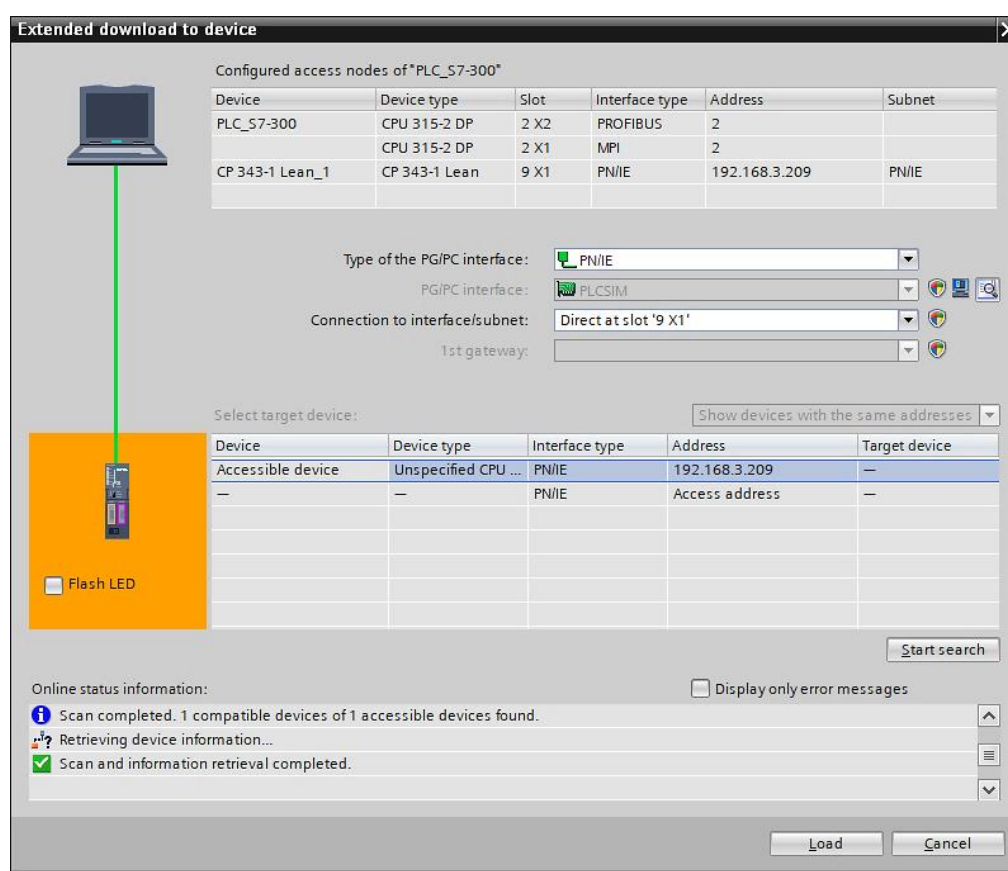 Extended download to device
Configured access nodes of "PLC_S7-300"
Device Device type Slot Interface type Address Subnet
PLC_S7-300 CPU 315-2 DP 2 X2 PROFIBUS 2
CPU 315-2 DP 2 X1 MPI 2
CP 343-1 Lean_1 CP 343-1 Lean 9 X1 PN/IE 192.168.3.209 PN/IE
Type of the PG/PC interface: PN/IE
PG/PC interface: PLCSIM
Connection to interface/subnet: Direct at slot '9 X1'
1st gateway:
Select target device: Show devices with the same addresses
Device Device type Interface type Address Target device
Accessible device Unspecified CPU ... PN/IE 192.168.3.209 —
— — PN/IE Access address —
Flash LED
Start search
Online status information: Display only error messages
Scan completed. 1 compatible devices of 1 accessible devices found.
Retrieving device information...
Scan and information retrieval completed.
Load Cancel